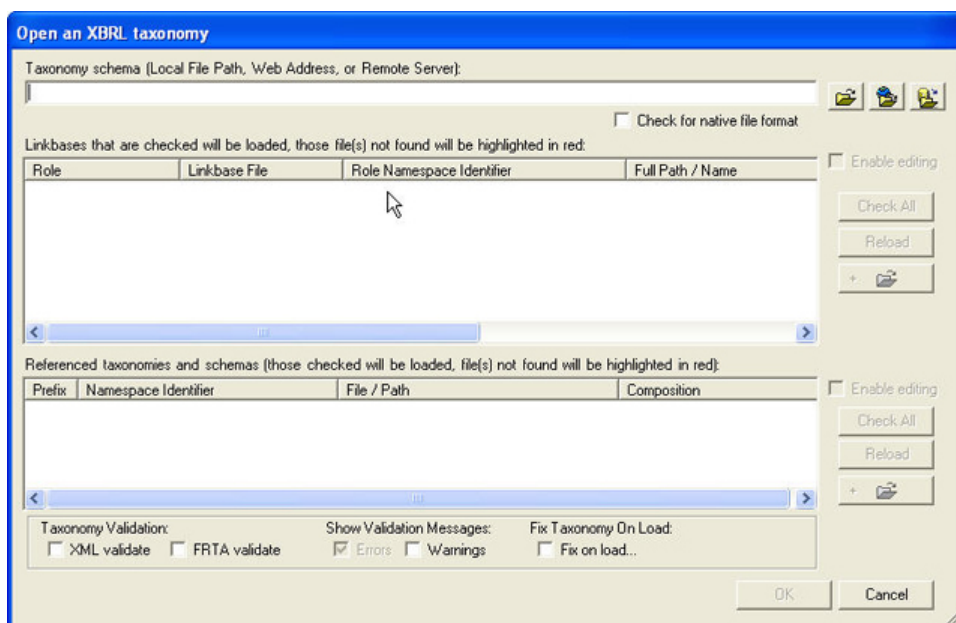 Open an XBRL taxonomy
Taxonomy schema (Local File Path, Web Address, or Remote Server):
Check for native file format
Linkbases that are checked will be loaded, those file(s) not found will be highlighted in red:
Role Linkbase File Role Namespace Identifier Full Path / Name
Enable editing
Check All
Reload
+
Referenced taxonomies and schemas (those checked will be loaded, file(s) not found will be highlighted in red):
Prefix Namespace Identifier File / Path Composition
Enable editing
Check All
Reload
+
Taxonomy Validation: Show Validation Messages: Fix Taxonomy On Load:
XML validate FRTA validate Errors Warnings Fix on load...
OK Cancel